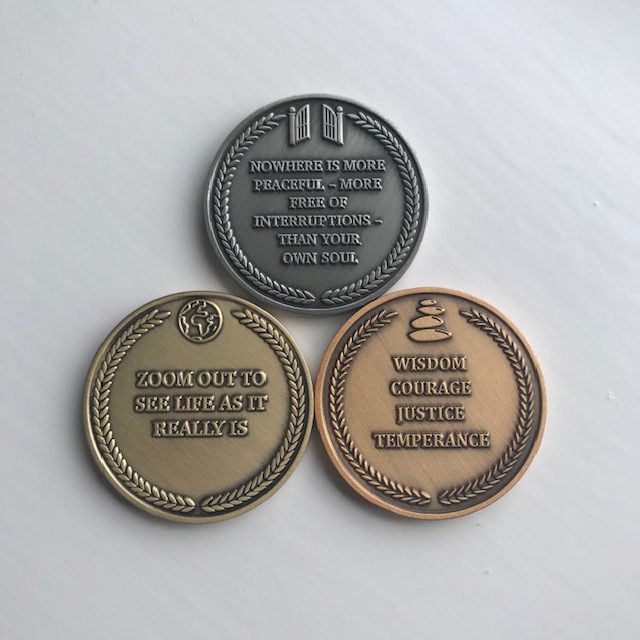 NOWHERE IS MORE
PEACEFUL – MORE
FREE OF
INTERRUPTIONS –
THAN YOUR
OWN SOUL
ZOOM OUT TO
SEE LIFE AS IT
REALLY IS
WISDOM
COURAGE
JUSTICE
TEMPERANCE